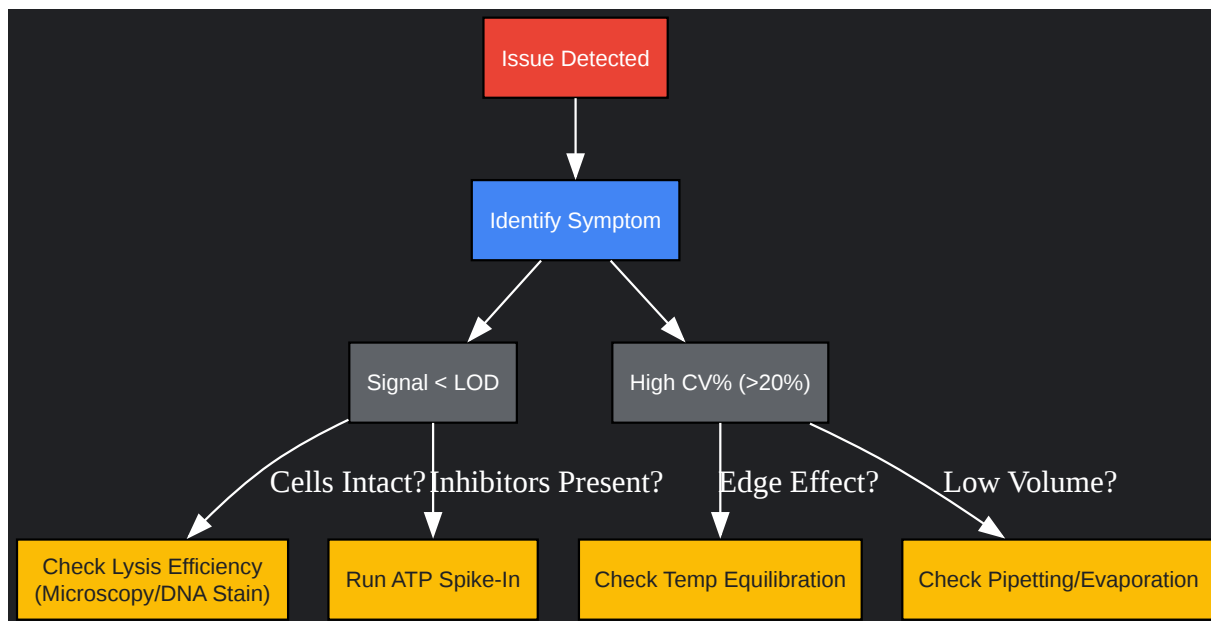 Issue Detected
Identify Symptom
Signal < LOD
High CV% (>20%)
Cells Intact?
Inhibitors Present?
Edge Effect?
Low Volume?
Check Lysis Efficiency
(Microscopy/DNA Stain)
Run ATP Spike-In
Check Temp Equilibration
Check Pipetting/Evaporation